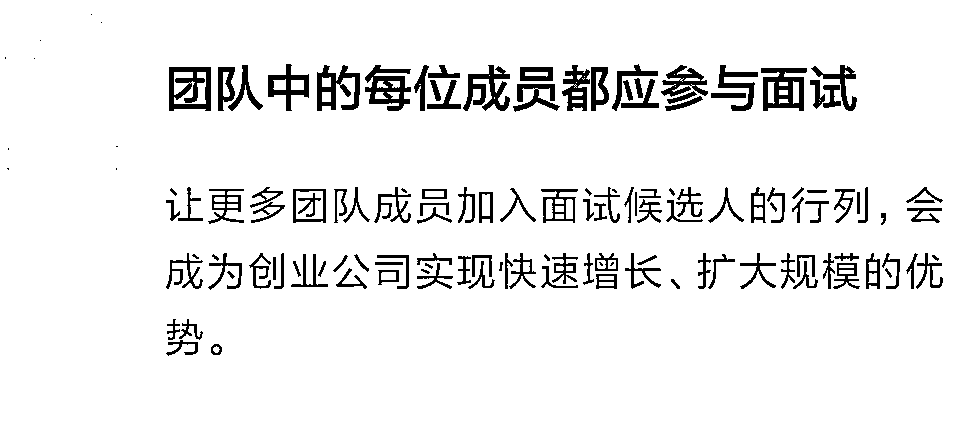 团队中的每位成员都应参与面试
让更多团队成员加入面试候选人的行列，会
成为创业公司实现快速增长、扩大规模的优
势。